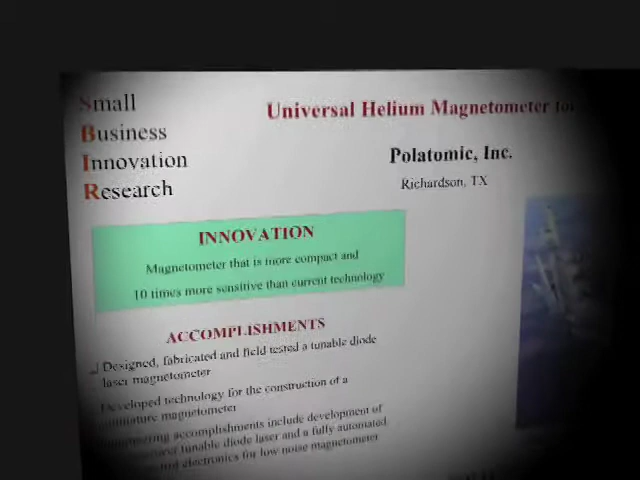 Small
Business
Innovation
Research
Universal Helium Magnetometer for
Polatomic, Inc.
Richardson, TX
INNOVATION
Magnetometer that is more compact and
10 times more sensitive than current technology
ACCOMPLISHMENTS
Designed, fabricated and field tested a tunable diode
laser magnetometer
Developed technology for the construction of a
magnetometer
accomplishments include development of
tunable diode laser and a fully automated
electronics for low noise magnetometer